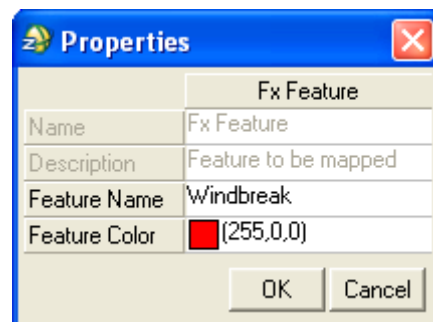 Properties
Fx Feature
Name Fx Feature
Description Feature to be mapped
Feature Name Windbreak
Feature Color (255,0,0)
OK Cancel